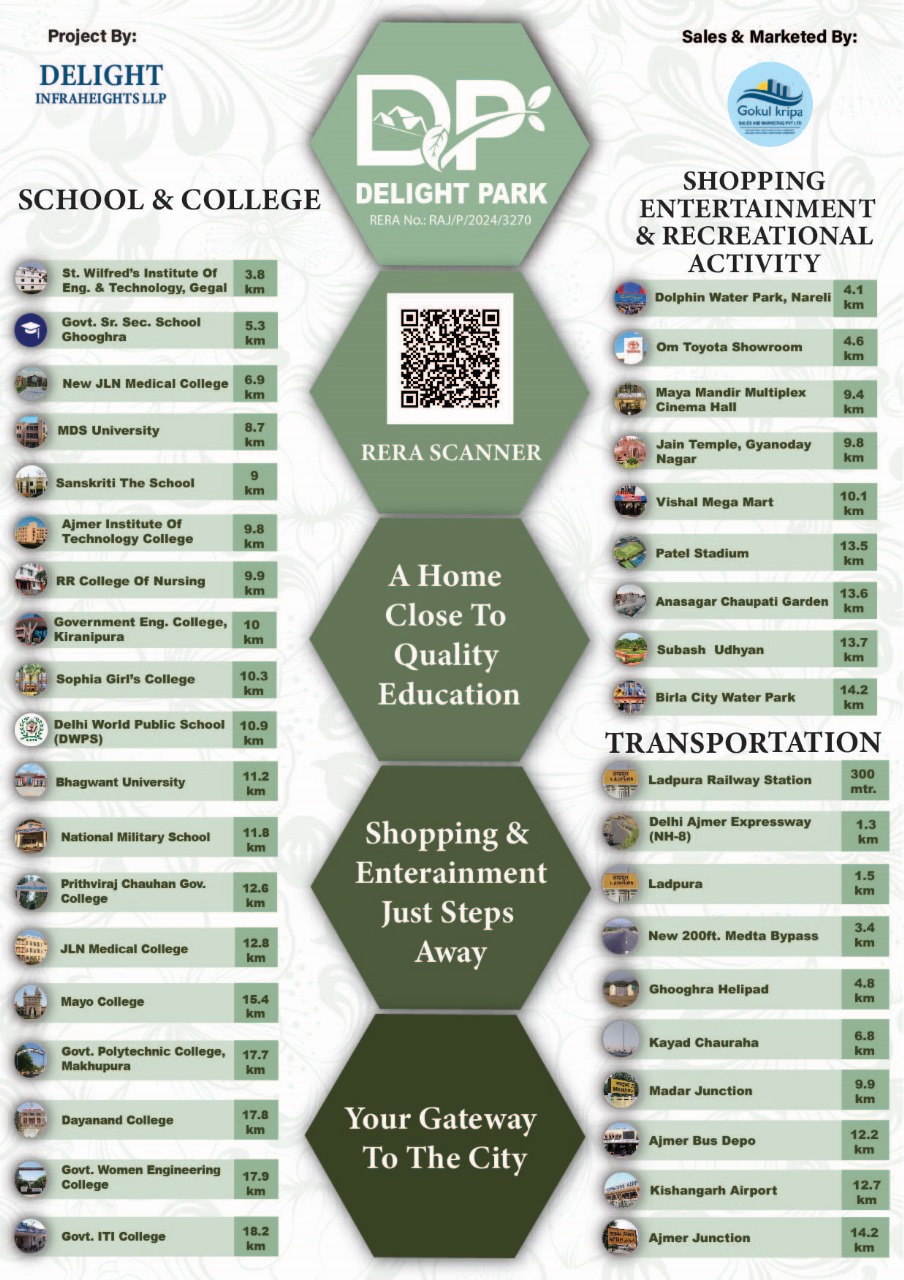 Project By:
DELIGHT
INFRAHEIGHTS LLP
DP
DELIGHT PARK
RERA No.: RAJ/P/2024/3270
Sales & Marketed By:
Gokul kripa
SALES AND MARKETING PVT LTD
SCHOOL & COLLEGE
St. Wilfred's Institute Of
Eng. & Technology, Gegal
3.8
km
Govt. Sr. Sec. School
Ghooghra
5.3
km
New JLN Medical College
6.9
km
MDS University
8.7
km
Sanskriti The School
9
km
Ajmer Institute Of
Technology College
9.8
km
RR College Of Nursing
9.9
km
Government Eng. College,
Kiranipura
10
km
Sophia Girl's College
10.3
km
Delhi World Public School
(DWPS)
10.9
km
Bhagwant University
11.2
km
National Military School
11.8
km
Prithviraj Chauhan Gov.
College
12.6
km
JLN Medical College
12.8
km
Mayo College
15.4
km
Govt. Polytechnic College,
Makhupura
17.7
km
Dayanand College
17.8
km
Govt. Women Engineering
College
17.9
km
Govt. ITI College
18.2
km
RERA SCANNER
A Home
Close To
Quality
Education
Shopping &
Enterainment
Just Steps
Away
Your Gateway
To The City
SHOPPING
ENTERTAINMENT
& RECREATIONAL
ACTIVITY
Dolphin Water Park, Nareli
4.1
km
Om Toyota Showroom
4.6
km
Maya Mandir Multiplex
Cinema Hall
9.4
km
Jain Temple, Gyanoday
Nagar
9.8
km
Vishal Mega Mart
10.1
km
Patel Stadium
13.5
km
Anasagar Chaupati Garden
13.6
km
Subash Udhyan
13.7
km
Birla City Water Park
14.2
km
TRANSPORTATION
Ladpura Railway Station
300
mtr.
Delhi Ajmer Expressway
(NH-8)
1.3
km
Ladpura
1.5
km
New 200ft. Medta Bypass
3.4
km
Ghooghra Helipad
4.8
km
Kayad Chauraha
6.8
km
Madar Junction
9.9
km
Ajmer Bus Depo
12.2
km
Kishangarh Airport
12.7
km
Ajmer Junction
14.2
km